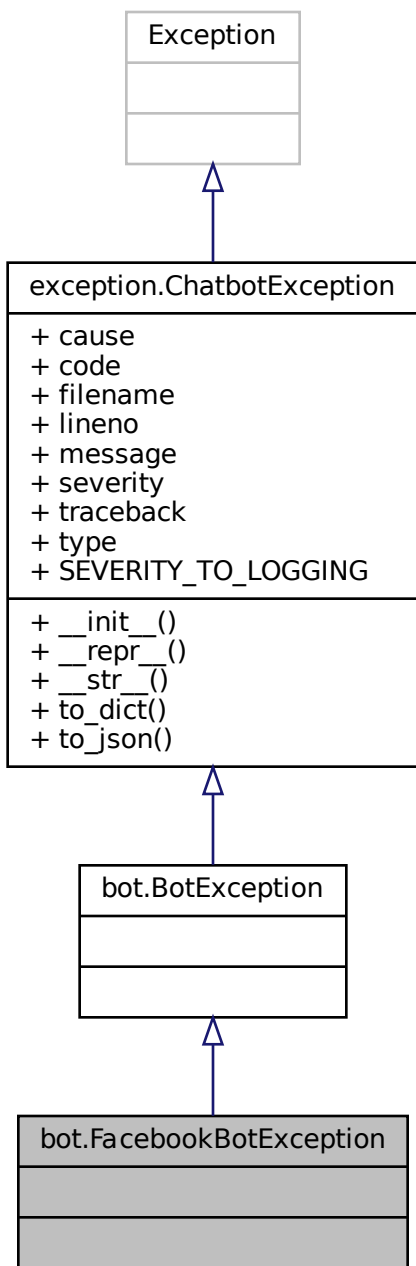 Exception
exception.ChatbotException
+ cause
+ code
+ filename
+ lineno
+ message
+ severity
+ traceback
+ type
+ SEVERITY_TO_LOGGING
+ __init__()
+ __repr__()
+ __str__()
+ to_dict()
+ to_json()
bot.BotException
bot.FacebookBotException